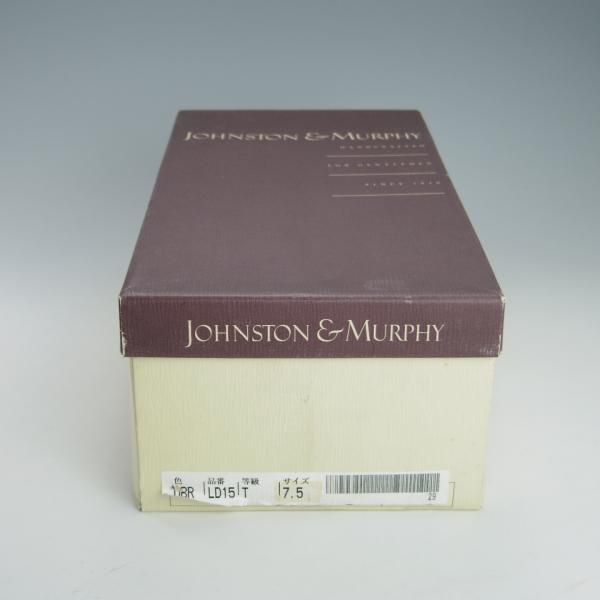 JOHNSTON & MURPHY
HANDCRAFTED
FOR GENTLEMEN
SINCE 1850
JOHNSTON & MURPHY
色 品番 等級 サイズ
DBR LD15 T 7.5
29